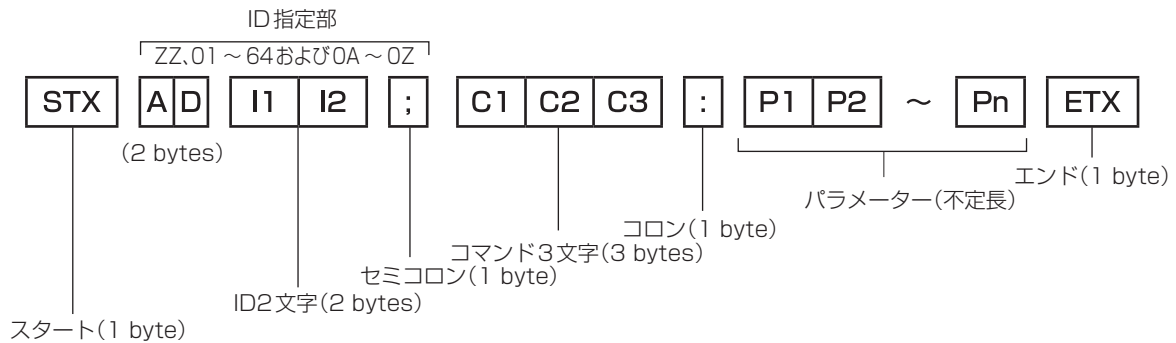 ID指定部
ZZ、01～64および0A～0Z
STX A D I1 I2 ; C1 C2 C3 : P1 P2 ～ Pn ETX
(2 bytes)
エンド(1 byte)
パラメーター(不定長)
コロン(1 byte)
コマンド3文字(3 bytes)
セミコロン(1 byte)
ID2文字(2 bytes)
スタート(1 byte)